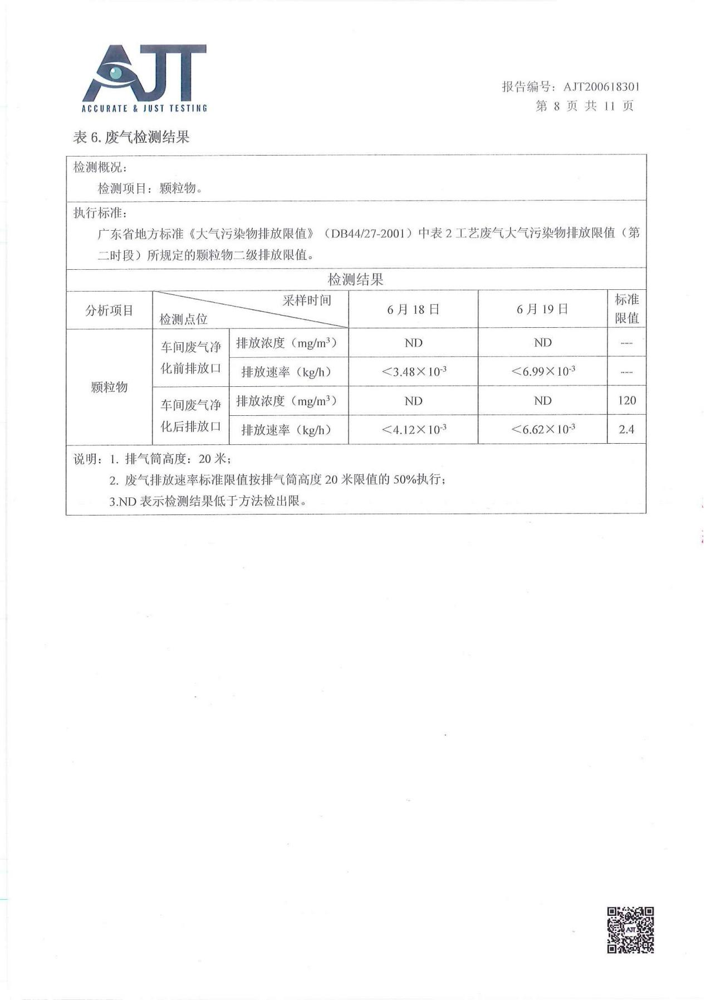 AJT
ACCURATE & JUST TESTING
报告编号：AJT200618301
第 8 页 共 11 页
表 6. 废气检测结果
检测概况：
检测项目：颗粒物。
执行标准：
广东省地方标准《大气污染物排放限值》（DB44/27-2001）中表 2 工艺废气大气污染物排放限值（第
二时段）所规定的颗粒物二级排放限值。
检测结果
分析项目 采样时间 检测点位 6 月 18 日 6 月 19 日 标准限值
颗粒物 车间废气净化前排放口 排放浓度（mg/m³） ND ND ---
排放速率（kg/h） ＜3.48×10⁻³ ＜6.99×10⁻³ ---
车间废气净化后排放口 排放浓度（mg/m³） ND ND 120
排放速率（kg/h） ＜4.12×10⁻³ ＜6.62×10⁻³ 2.4
说明：1. 排气筒高度：20 米；
2. 废气排放速率标准限值按排气筒高度 20 米限值的 50%执行；
3.ND 表示检测结果低于方法检出限。
AJT